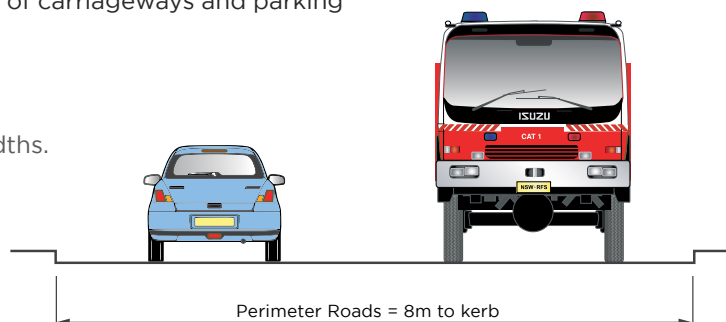 of carriageways and parking
dths.
ISUZU
CAT 1
NSW-RFS
Perimeter Roads = 8m to kerb